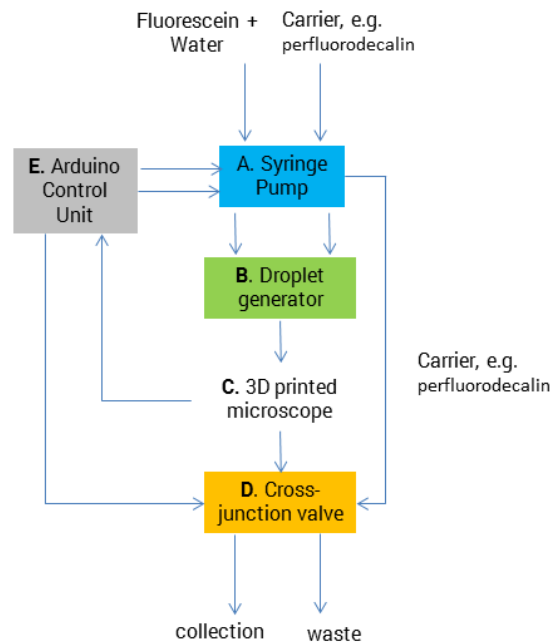 Fluorescein +
Water
Carrier, e.g.
perfluorodecalin
E. Arduino
Control
Unit
A. Syringe
Pump
B. Droplet
generator
Carrier, e.g.
perfluorodecalin
C. 3D printed
microscope
D. Cross-
junction valve
collection
waste